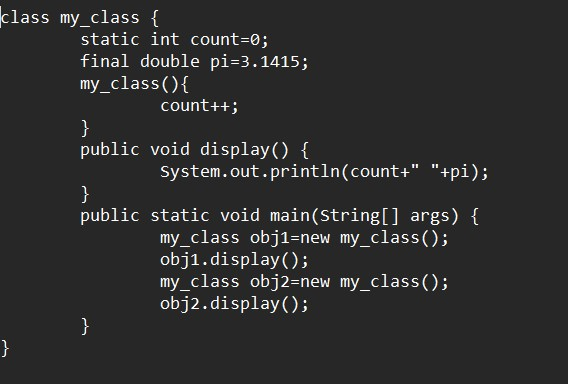 class my_class {
static int count=0;
final double pi=3.1415;
my_class(){
count++;
}
public void display() {
System.out.println(count+" "+pi);
}
public static void main(String[] args) {
my_class obj1=new my_class();
obj1.display();
my_class obj2=new my_class();
obj2.display();
}
}